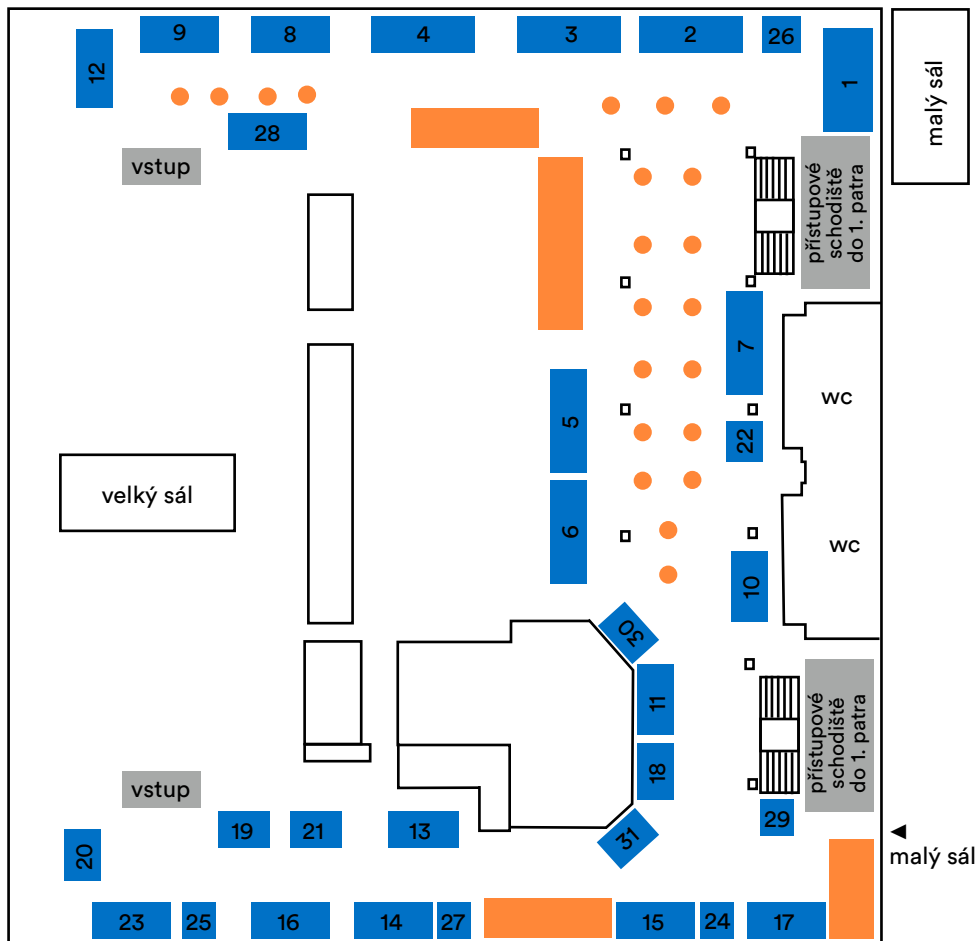 9
8
4
3
2
26
12
1
malý sál
28
vstup
přístupové
schodiště
do 1. patra
7
wc
5
22
velký sál
6
wc
10
30
11
přístupové
schodiště
do 1. patra
18
vstup
19
21
13
31
29
20
malý sál
23
25
16
14
27
15
24
17